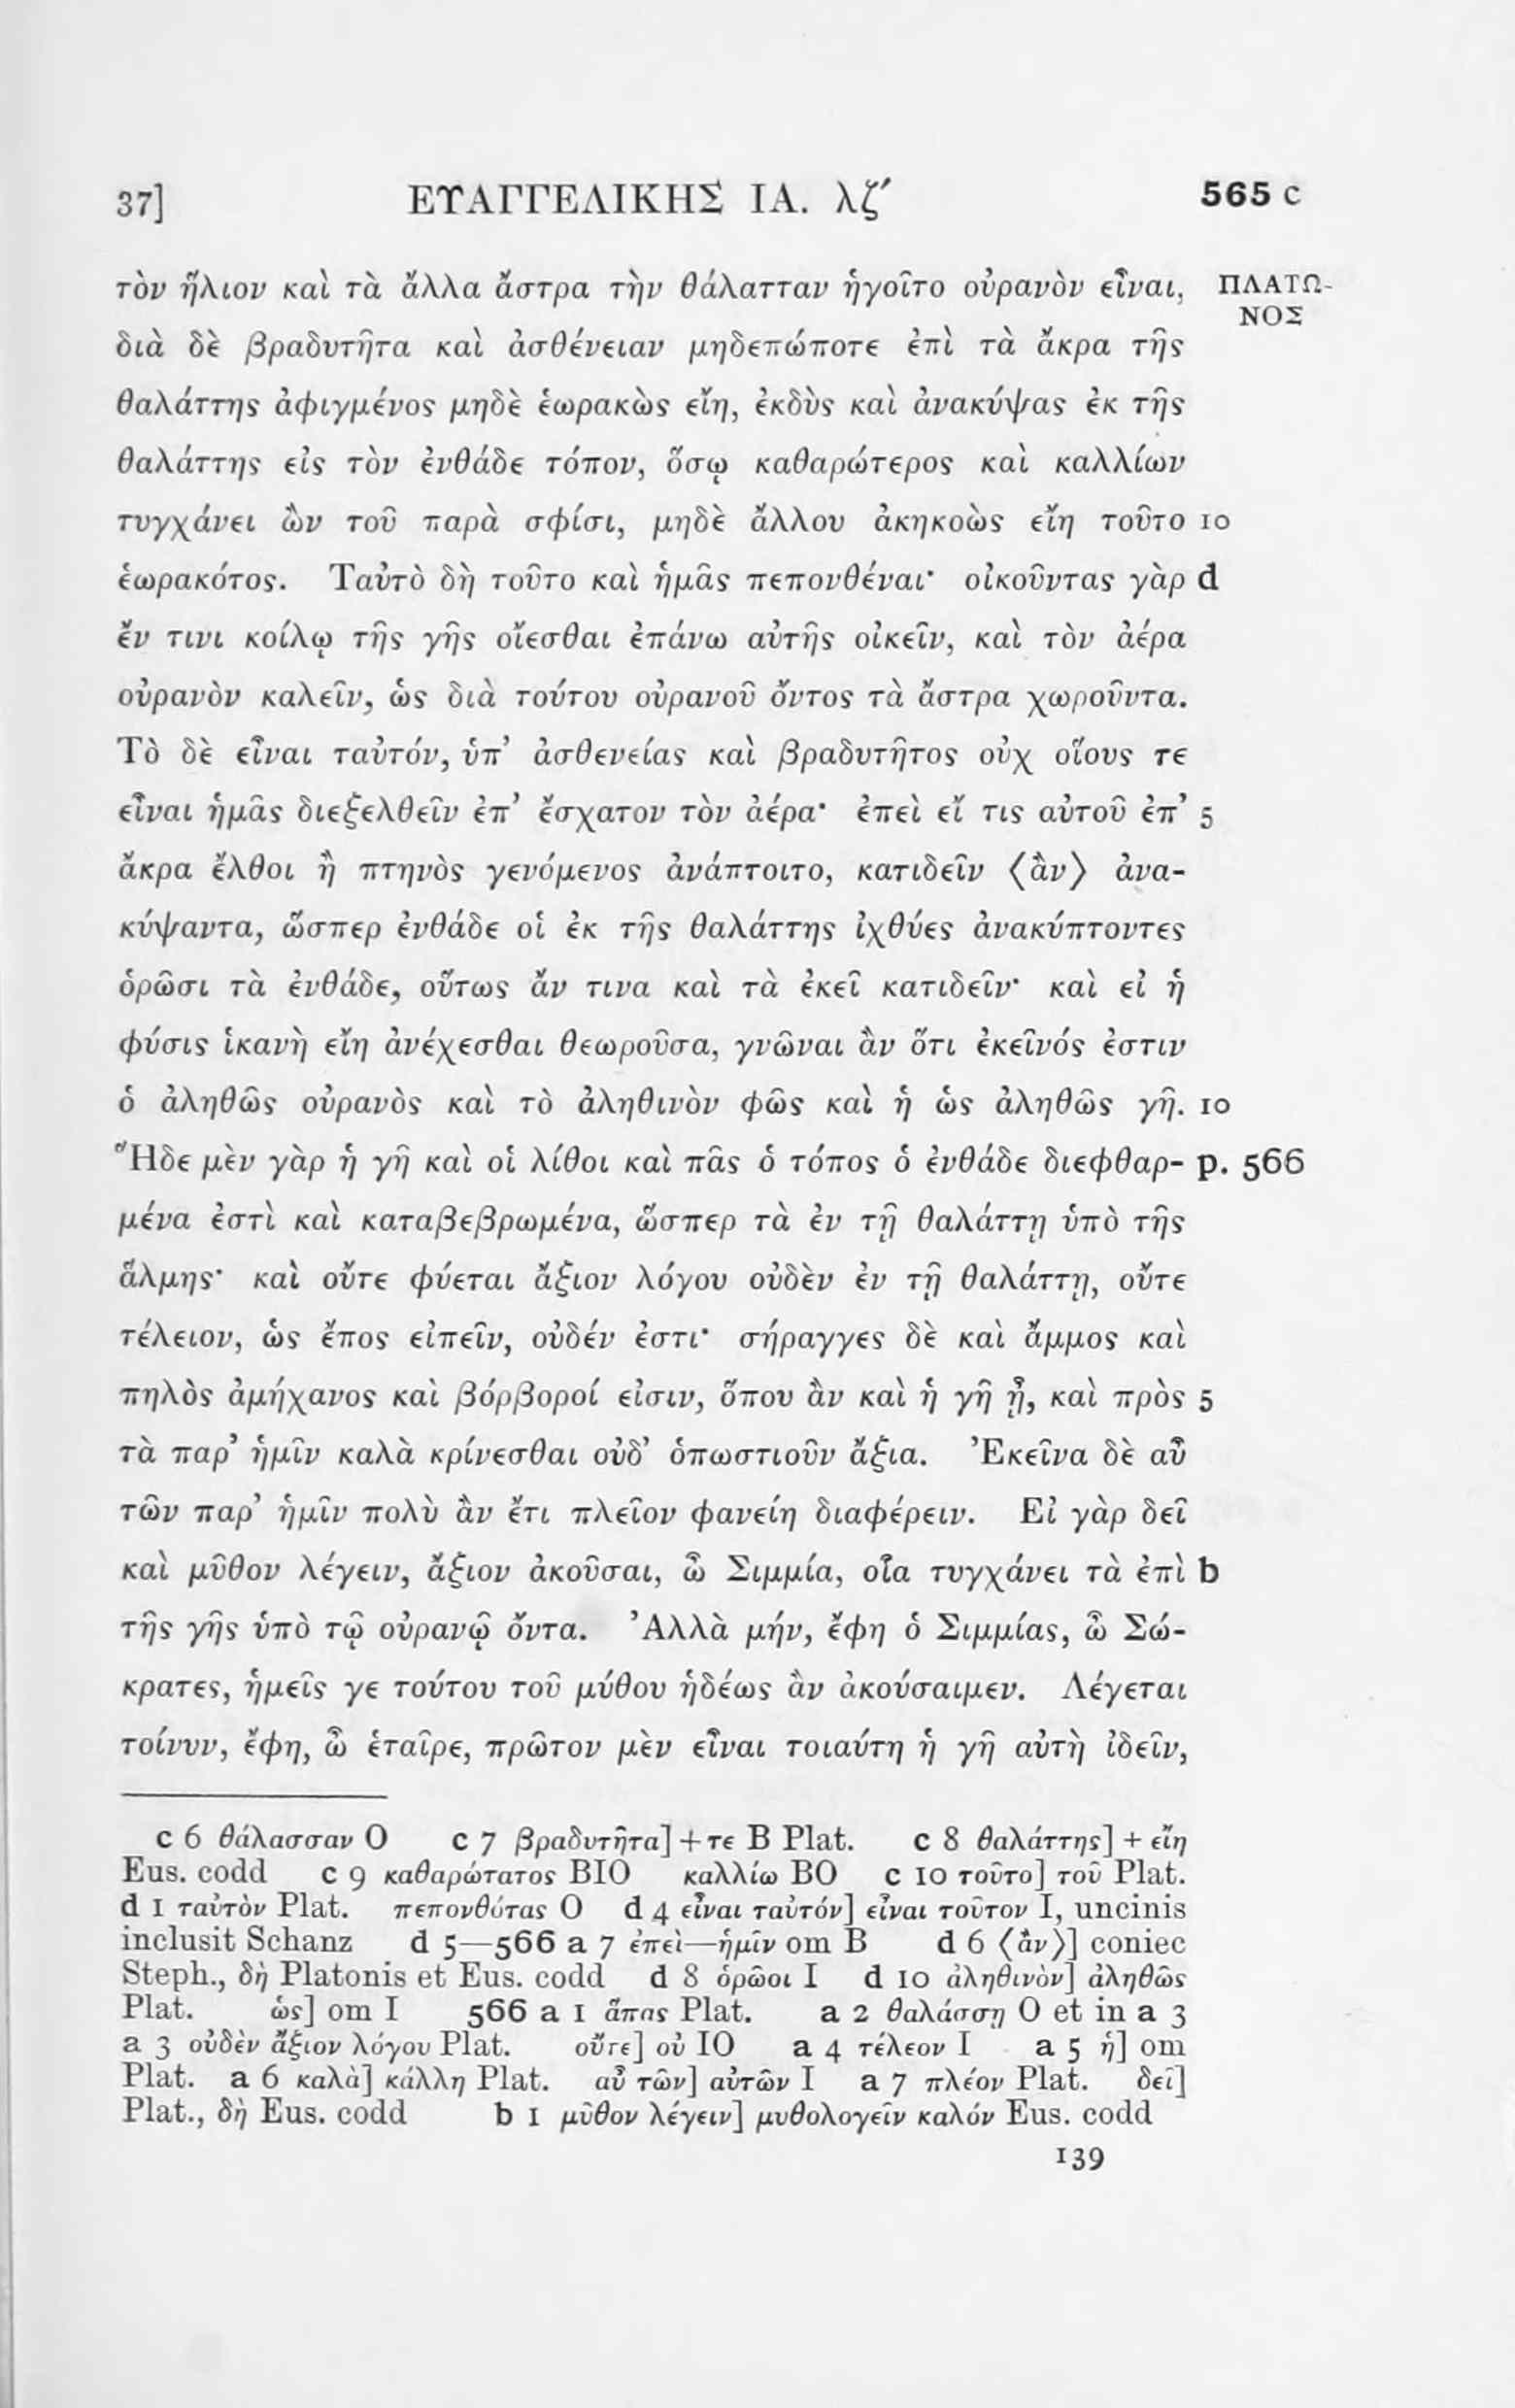 37] ΕΥΑΓΓΕΛΙΚΗΣ ΙΑ. λζ′ 565 c
τὸν ἥλιον καὶ τὰ ἄλλα ἄστρα τὴν θάλατταν ἡγοῖτο οὐρανὸν εἶναι, ΠΛΑΤΩ-
ΝΟΣ
διὰ δὲ βραδυτῆτα καὶ ἀσθένειαν μηδεπώποτε ἐπὶ τὰ ἄκρα τῆς
θαλάττης ἀφιγμένος μηδὲ ἑωρακὼς εἴη, ἐκδὺς καὶ ἀνακύψας ἐκ τῆς
θαλάττης εἰς τὸν ἐνθάδε τόπον, ὅσῳ καθαρώτερος καὶ καλλίων
τυγχάνει ὢν τοῦ παρὰ σφίσι, μηδὲ ἄλλου ἀκηκοὼς εἴη τοῦτο 10
ἑωρακότος. Ταὐτὸ δὴ τοῦτο καὶ ἡμᾶς πεπονθέναι· οἰκοῦντας γὰρ d
ἔν τινι κοίλῳ τῆς γῆς οἴεσθαι ἐπάνω αὐτῆς οἰκεῖν, καὶ τὸν ἀέρα
οὐρανὸν καλεῖν, ὡς διὰ τούτου οὐρανοῦ ὄντος τὰ ἄστρα χωροῦντα.
Τὸ δὲ εἶναι ταὐτόν, ὑπ’ ἀσθενείας καὶ βραδυτῆτος οὐχ οἵους τε
εἶναι ἡμᾶς διεξελθεῖν ἐπ’ ἔσχατον τὸν ἀέρα· ἐπεὶ εἴ τις αὐτοῦ ἐπ’ 5
ἄκρα ἔλθοι ἢ πτηνὸς γενόμενος ἀνάπτοιτο, κατιδεῖν ⟨ἂν⟩ ἀνα-
κύψαντα, ὥσπερ ἐνθάδε οἱ ἐκ τῆς θαλάττης ἰχθύες ἀνακύπτοντες
ὁρῶσι τὰ ἐνθάδε, οὕτως ἄν τινα καὶ τὰ ἐκεῖ κατιδεῖν· καὶ εἰ ἡ
φύσις ἱκανὴ εἴη ἀνέχεσθαι θεωροῦσα, γνῶναι ἂν ὅτι ἐκεῖνός ἐστιν
ὁ ἀληθῶς οὐρανὸς καὶ τὸ ἀληθινὸν φῶς καὶ ἡ ὡς ἀληθῶς γῆ. 10
Ἥδε μὲν γὰρ ἡ γῆ καὶ οἱ λίθοι καὶ πᾶς ὁ τόπος ὁ ἐνθάδε διεφθαρ- p. 566
μένα ἐστὶ καὶ καταβεβρωμένα, ὥσπερ τὰ ἐν τῇ θαλάττῃ ὑπὸ τῆς
ἅλμης· καὶ οὔτε φύεται ἄξιον λόγου οὐδὲν ἐν τῇ θαλάττῃ, οὔτε
τέλειον, ὡς ἔπος εἰπεῖν, οὐδέν ἐστι· σήραγγες δὲ καὶ ἄμμος καὶ
πηλὸς ἀμήχανος καὶ βόρβοροί εἰσιν, ὅπου ἂν καὶ ἡ γῆ ᾖ, καὶ πρὸς 5
τὰ παρ’ ἡμῖν καλὰ κρίνεσθαι οὐδ’ ὁπωστιοῦν ἄξια. Ἐκεῖνα δὲ αὖ
τῶν παρ’ ἡμῖν πολὺ ἂν ἔτι πλεῖον φανείη διαφέρειν. Εἰ γὰρ δεῖ
καὶ μῦθον λέγειν, ἄξιον ἀκοῦσαι, ὦ Σιμμία, οἷα τυγχάνει τὰ ἐπὶ b
τῆς γῆς ὑπὸ τῷ οὐρανῷ ὄντα. Ἀλλὰ μήν, ἔφη ὁ Σιμμίας, ὦ Σώ-
κρατες, ἡμεῖς γε τούτου τοῦ μύθου ἡδέως ἂν ἀκούσαιμεν. Λέγεται
τοίνυν, ἔφη, ὦ ἑταῖρε, πρῶτον μὲν εἶναι τοιαύτη ἡ γῆ αὐτὴ ἰδεῖν,
c 6 θάλασσαν O c 7 βραδυτῆτα] + τε B Plat. c 8 θαλάττης] + εἴη
Eus. codd c 9 καθαρώτατος BIO καλλίω BO c 10 τοῦτο] τοῦ Plat.
d 1 ταὐτὸν Plat. πεπονθότας O d 4 εἶναι ταὐτόν] εἶναι τοῦτον I, uncinis
inclusit Schanz d 5—566 a 7 ἐπεὶ—ἡμῖν om B d 6 ⟨ἂν⟩] coniec
Steph., δὴ Platonis et Eus. codd d 8 ὁρῶοι I d 10 ἀληθινὸν] ἀληθῶς
Plat. ὡς] om I 566 a 1 ἅπας Plat. a 2 θαλάσσῃ O et in a 3
a 3 οὐδὲν ἄξιον λόγου Plat. οὔτε] οὐ IO a 4 τέλεον I a 5 ἡ] om
Plat. a 6 καλὰ] κάλλη Plat. αὖ τῶν] αὐτῶν I a 7 πλέον Plat. δεῖ]
Plat., δὴ Eus. codd b 1 μῦθον λέγειν] μυθολογεῖν καλόν Eus. codd
139